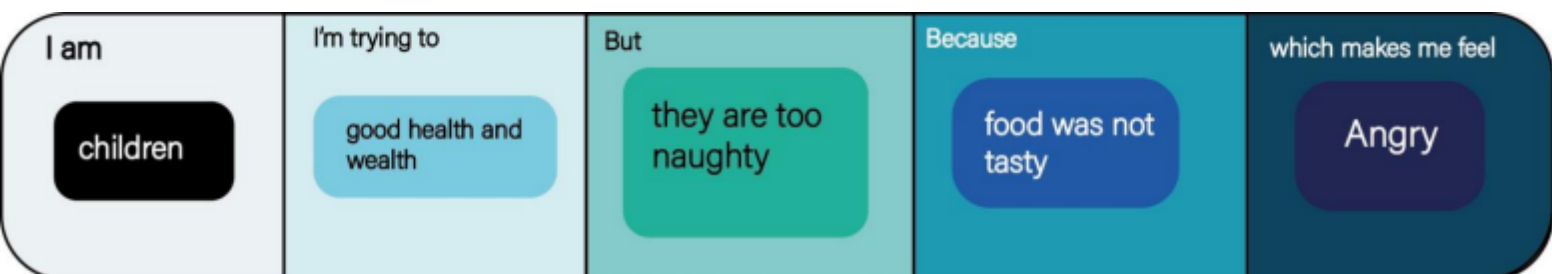 I am
children
I'm trying to
good health and
wealth
But
they are too
naughty
Because
food was not
tasty
which makes me feel
Angry